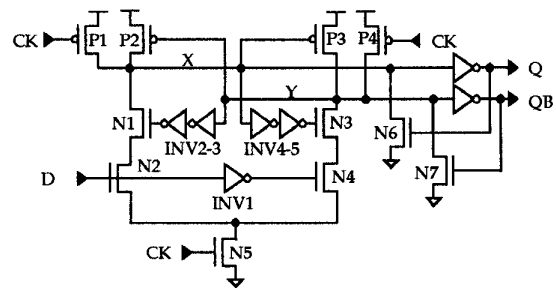 CK
P1
P2
P3
P4
CK
X
Q
Y
QB
N1
INV2-3
INV4-5
N3
N6
N2
N7
D
INV1
N4
CK
N5